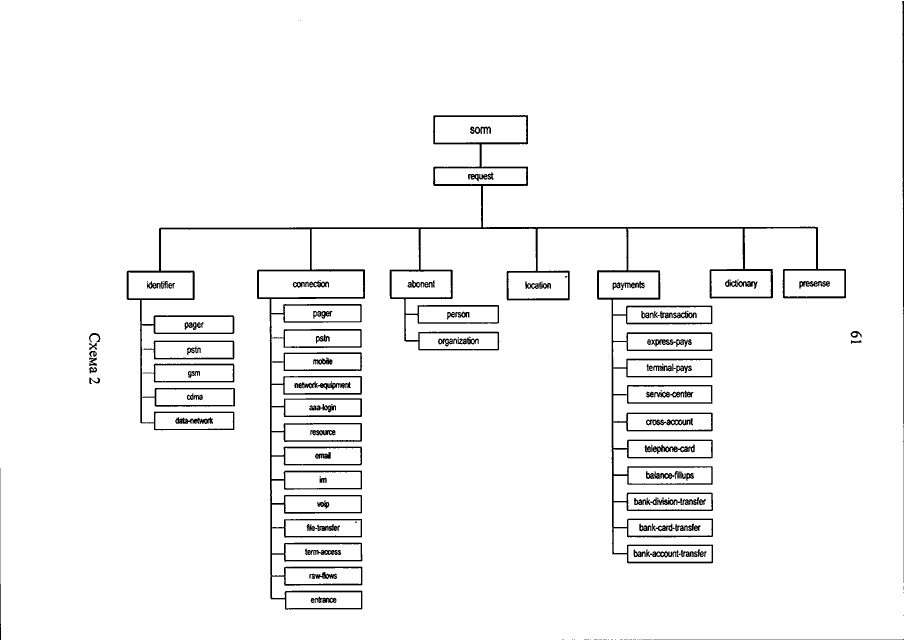 sorm
request
identifier
pager
pstn
gsm
cdma
data-network
connection
pager
pstn
mobile
network-equipment
aaa-login
resource
email
im
voip
file-transfer
term-access
raw-flows
entrance
abonent
person
organization
location
payments
bank-transaction
express-pays
terminal-pays
service-center
cross-account
telephone-card
balance-fillups
bank-division-transfer
bank-card-transfer
bank-account-transfer
dictionary
presense
61
Схема 2